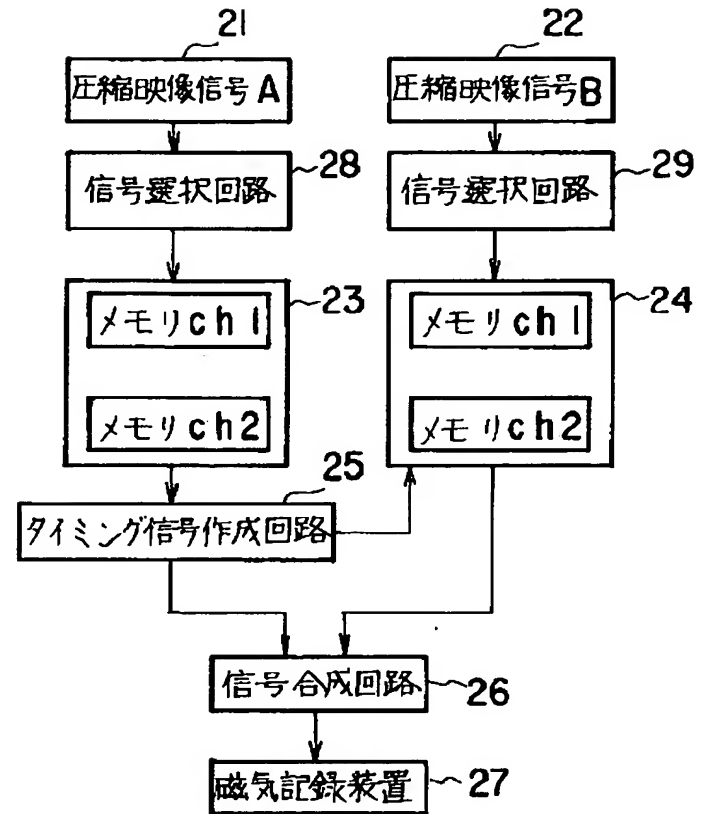 21
22
圧縮映像信号A
圧縮映像信号B
28
29
信号選択回路
信号選択回路
23
24
メモリch1
メモリch1
メモリch2
メモリch2
25
タイミング信号作成回路
信号合成回路
26
磁気記録装置
27